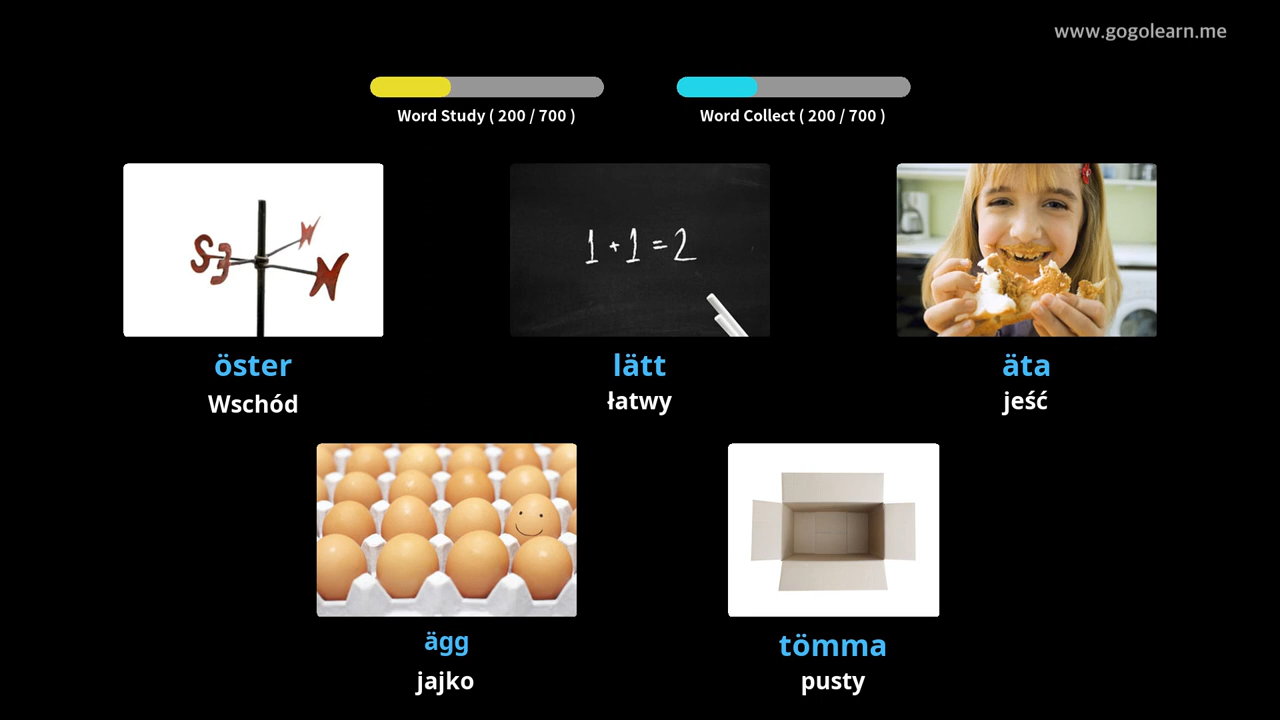 www.gogolearn.me
Word Study ( 200 / 700 )
Word Collect ( 200 / 700 )
S
E
W
N
1 + 1 = 2
öster
Wschód
lätt
łatwy
äta
jeść
ägg
jajko
tömma
pusty